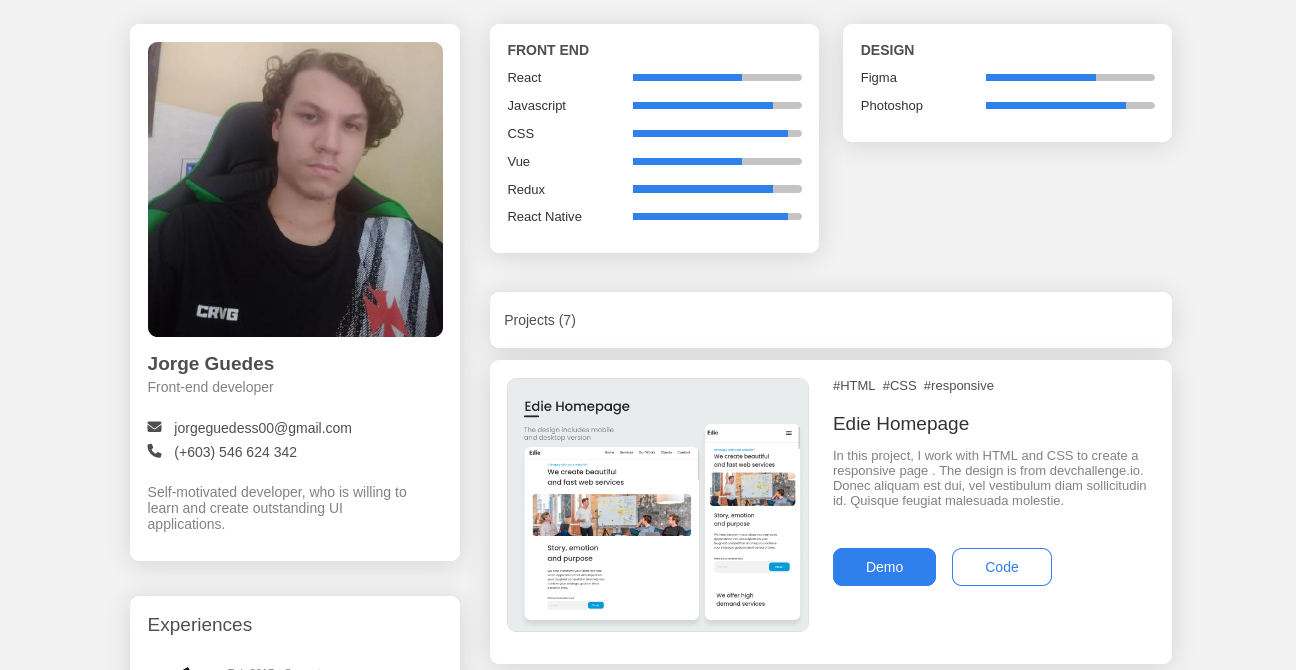 CRVG
Jorge Guedes
Front-end developer
jorgeguedess00@gmail.com
(+603) 546 624 342
Self-motivated developer, who is willing to
learn and create outstanding UI
applications.
Experiences
FRONT END
React
Javascript
CSS
Vue
Redux
React Native
DESIGN
Figma
Photoshop
Projects (7)
Edie Homepage
The design includes mobile
and desktop version
Edie
Home Services Our Works Clients Contact
We create beautiful
and fast web services
Story, emotion
and purpose
Edie
We create beautiful
and fast web services
Story, emotion
and purpose
We offer high
demand services
#HTML #CSS #responsive
Edie Homepage
In this project, I work with HTML and CSS to create a
responsive page . The design is from devchallenge.io.
Donec aliquam est dui, vel vestibulum diam sollicitudin
id. Quisque feugiat malesuada molestie.
Demo
Code